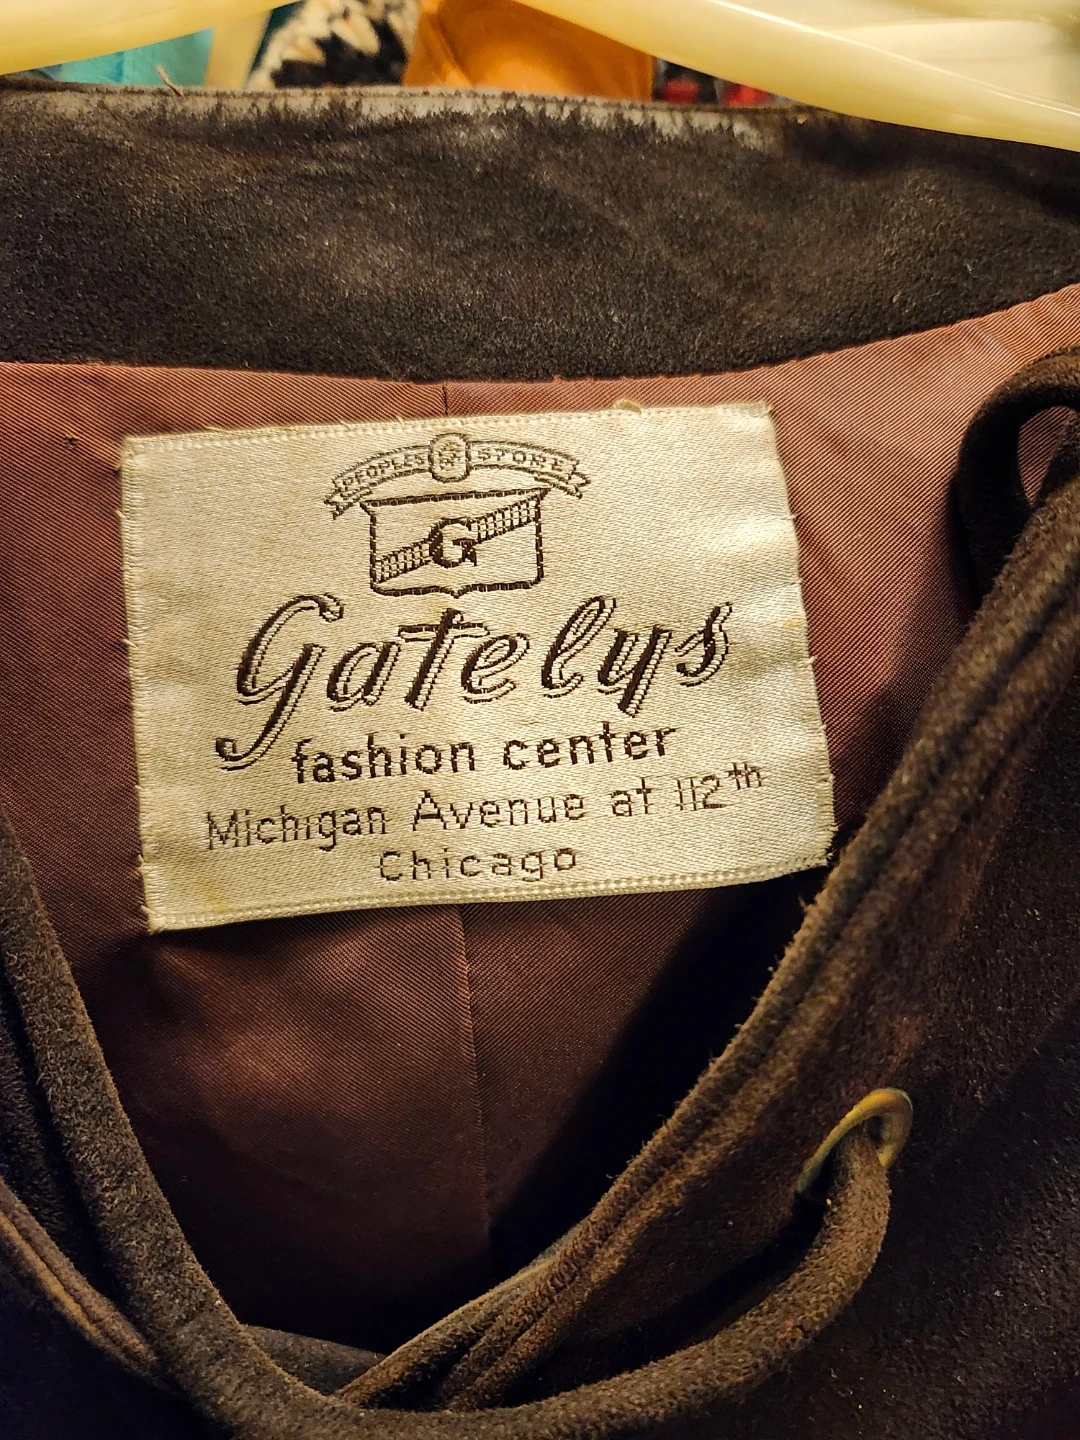 PEOPLES STORE
G
Gatelys
fashion center
Michigan Avenue at 112th
Chicago